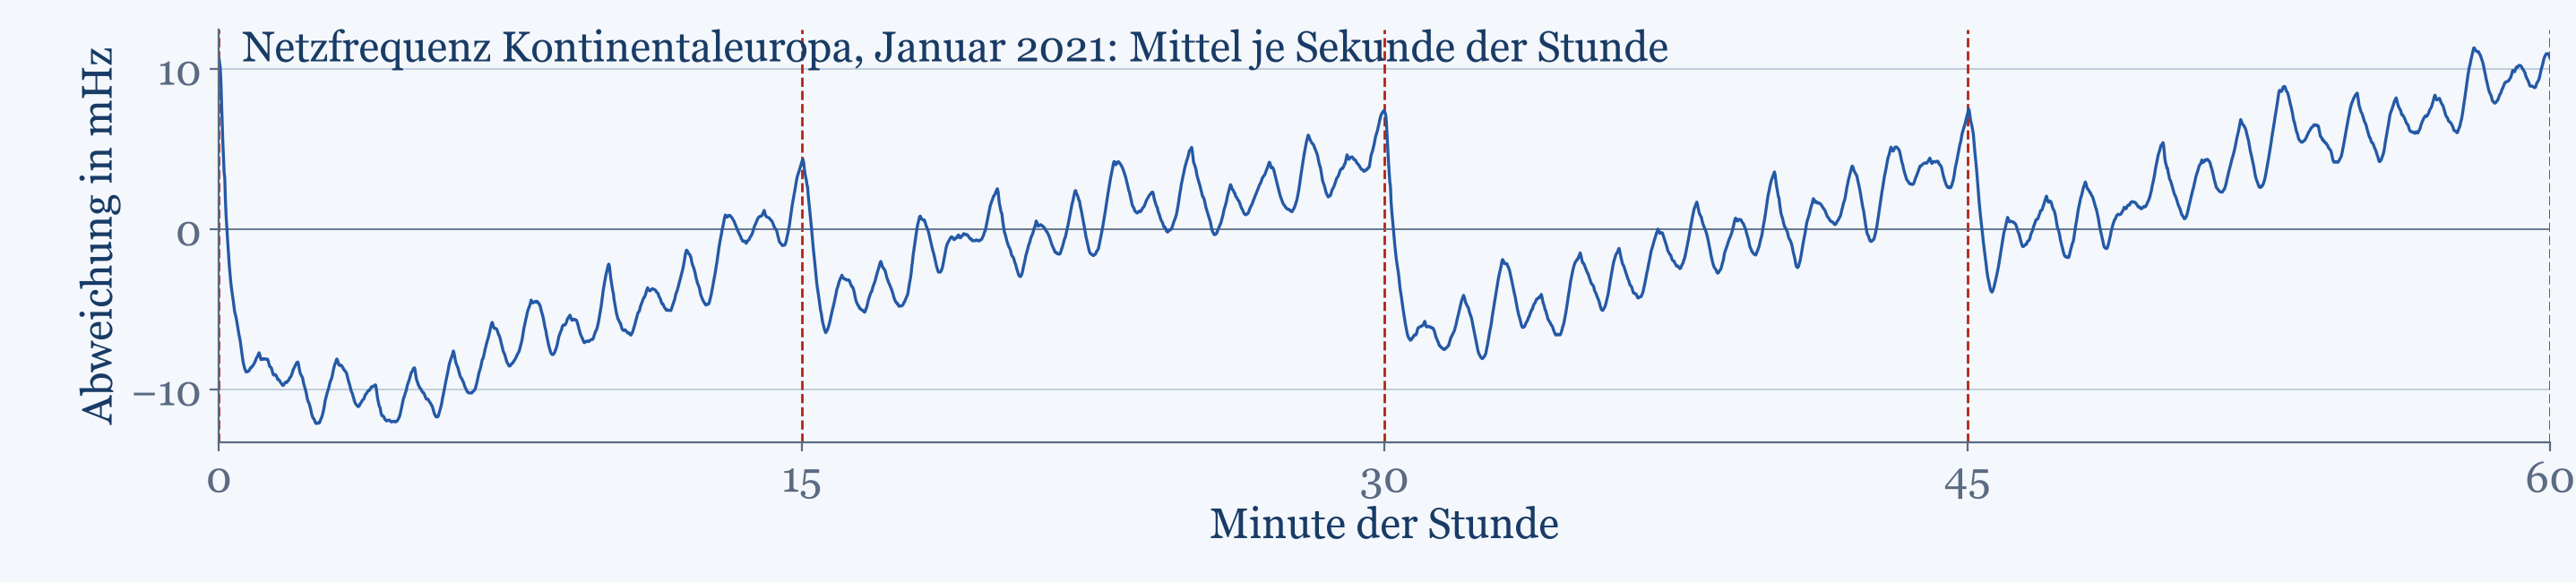 Netzfrequenz Kontinentaleuropa, Januar 2021: Mittel je Sekunde der Stunde
Abweichung in mHz
10
0
−10
0 15 30 45 60
Minute der Stunde